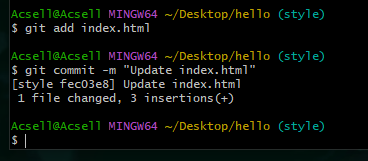 Acsell@Acsell MINGW64 ~/Desktop/hello (style)
$ git add index.html
Acsell@Acsell MINGW64 ~/Desktop/hello (style)
$ git commit -m "Update index.html"
[style fec03e8] Update index.html
 1 file changed, 3 insertions(+)
Acsell@Acsell MINGW64 ~/Desktop/hello (style)
$